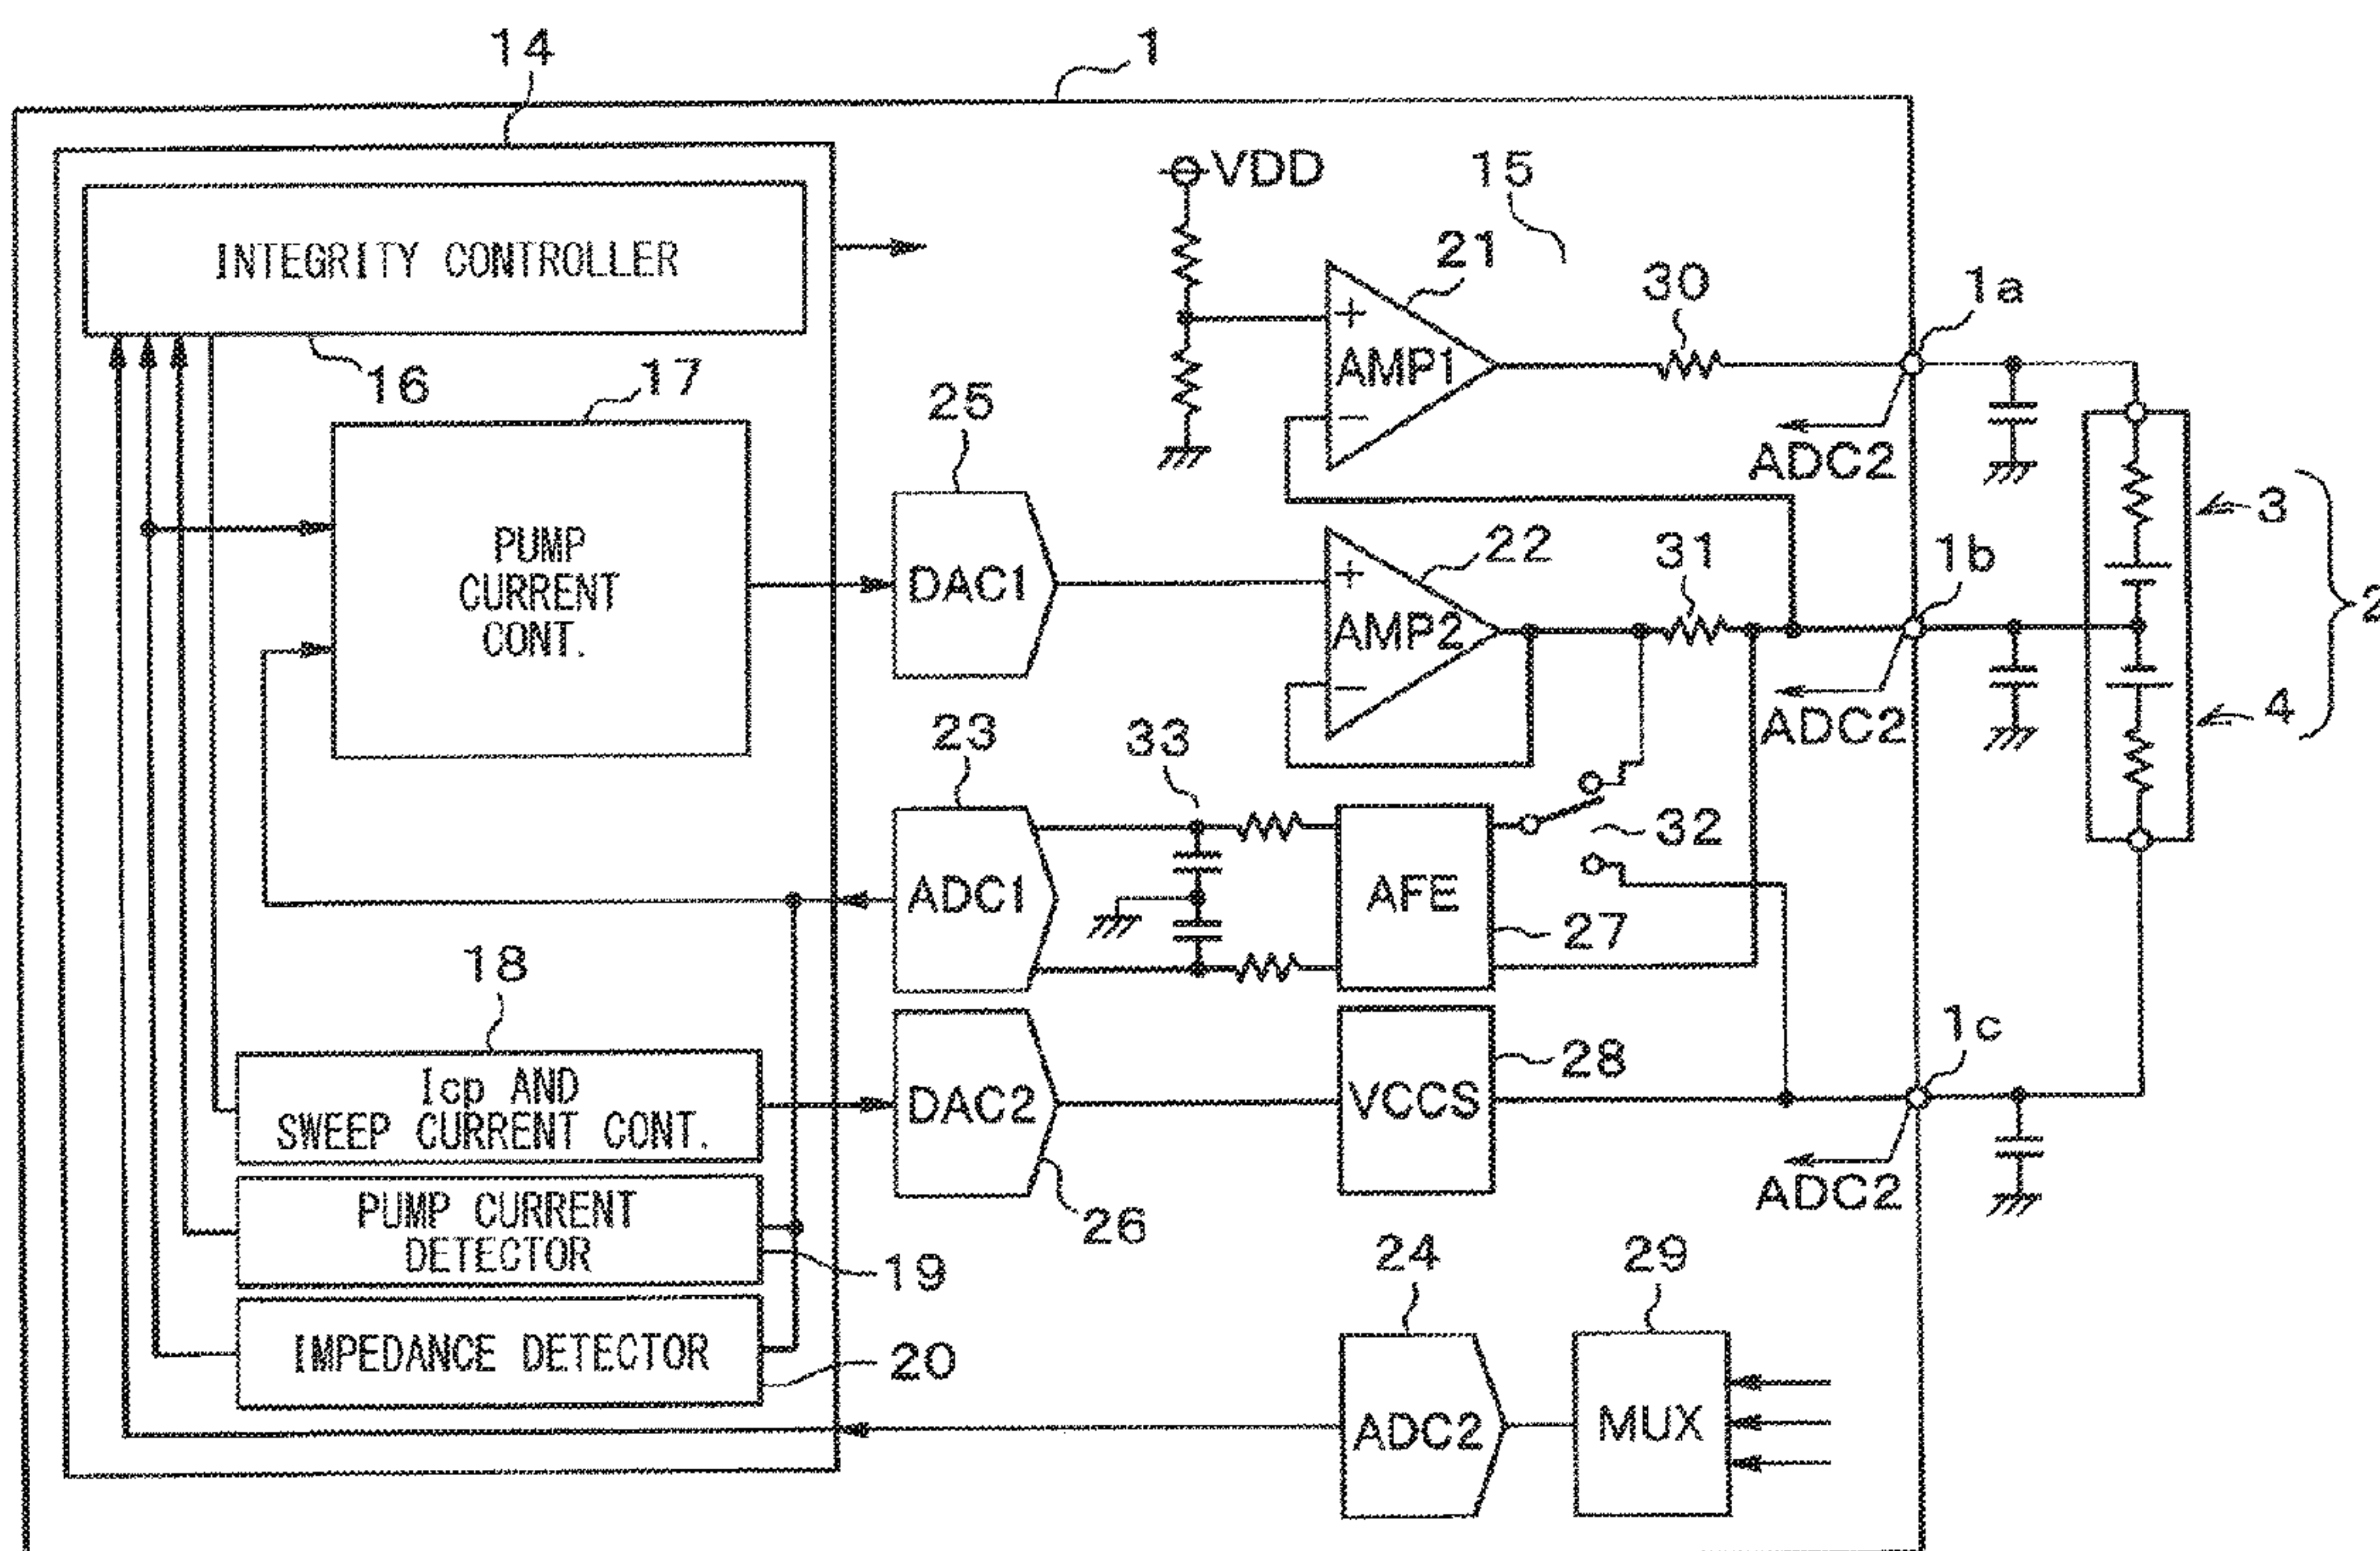 14
1
VDD
15
INTEGRITY CONTROLLER
21
30
1a
+
AMP1
−
16
17
25
ADC2
3
2
PUMP
CURRENT
CONT.
DAC1
22
31
1b
+
AMP2
−
ADC2
4
23
33
32
ADC1
AFE
27
18
1c
Icp AND
SWEEP CURRENT CONT.
DAC2
VCCS
28
ADC2
PUMP CURRENT
DETECTOR
26
19
24
29
IMPEDANCE DETECTOR
20
ADC2
MUX